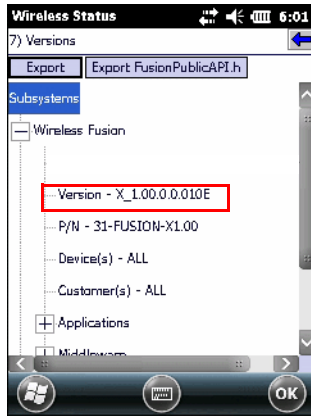 Wireless Status 6:01
7) Versions
Export Export FusionPublicAPI.h
Subsystems
Wireless Fusion
Version - X_1.00.0.0.010E
P/N - 31-FUSION-X1.00
Device(s) - ALL
Customer(s) - ALL
Applications
Middleware
OK